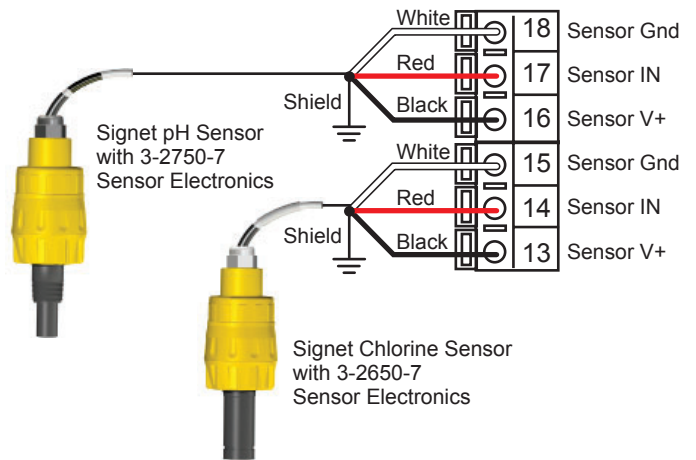 White
18 Sensor Gnd
Red
17 Sensor IN
Shield
Black
16 Sensor V+
Signet pH Sensor
with 3-2750-7
Sensor Electronics
White
15 Sensor Gnd
Red
14 Sensor IN
Shield
Black
13 Sensor V+
Signet Chlorine Sensor
with 3-2650-7
Sensor Electronics